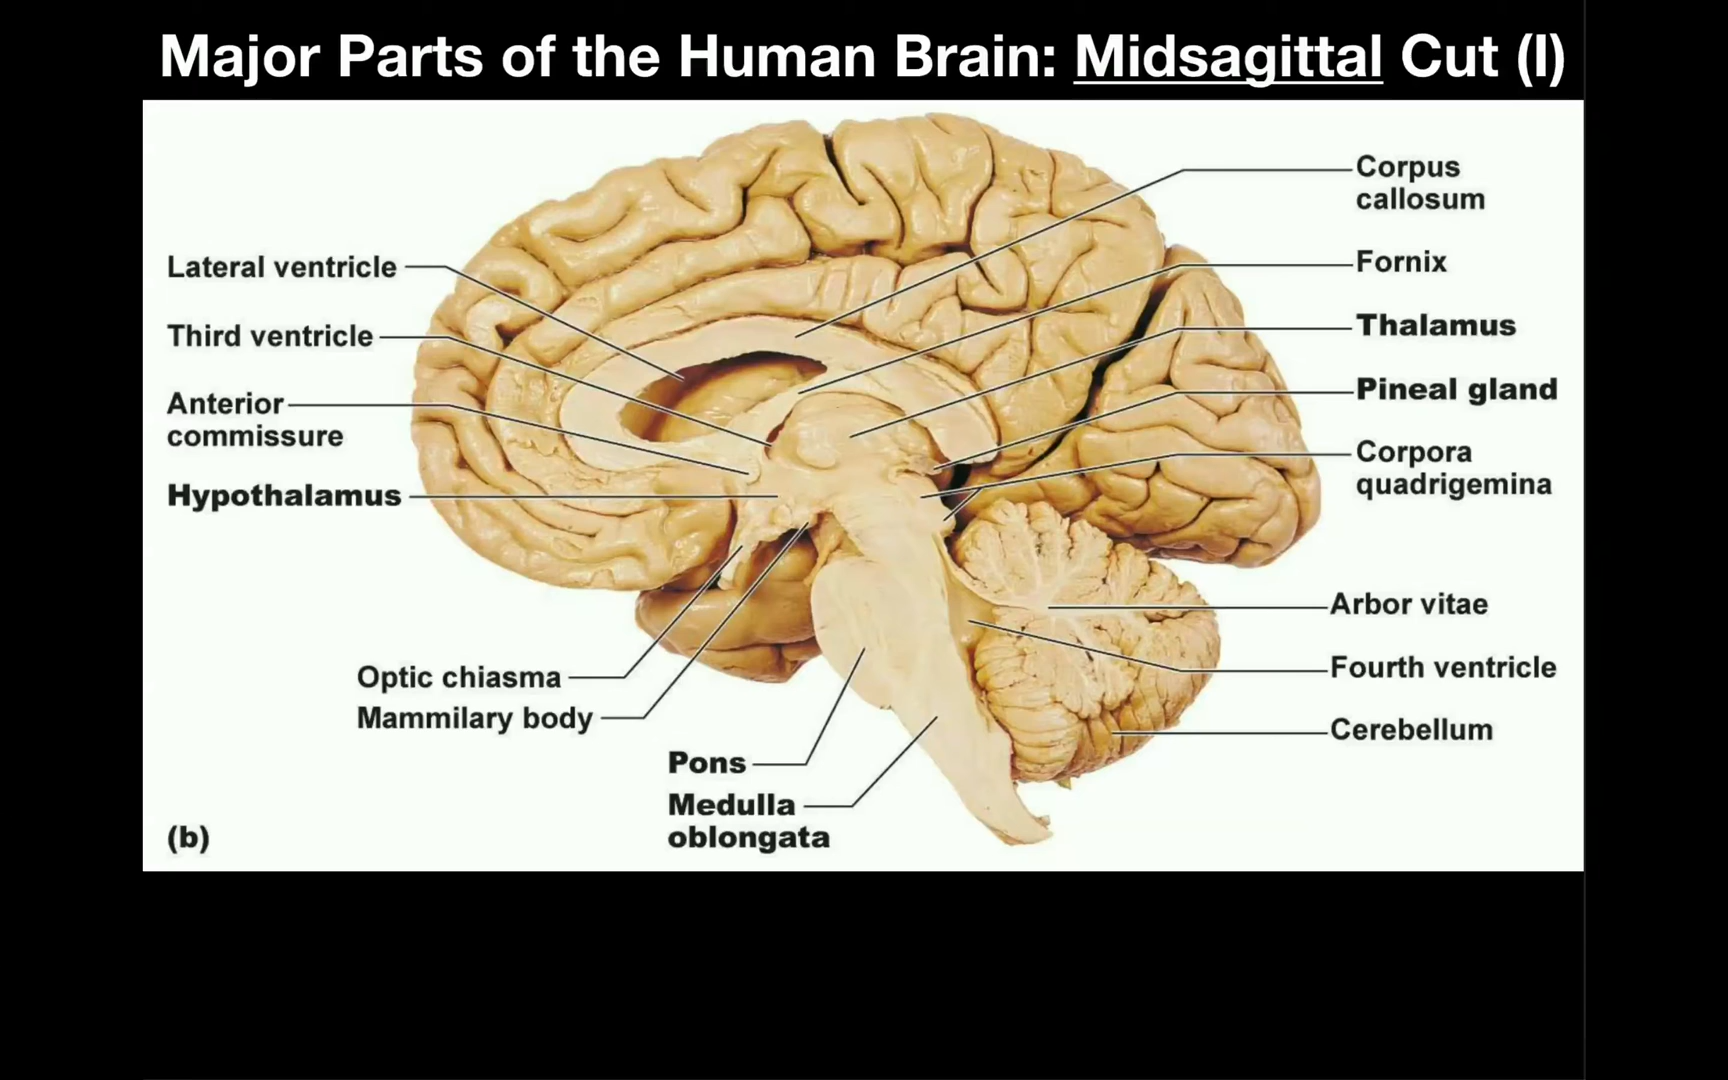 Major Parts of the Human Brain: Midsagittal Cut (I)
Lateral ventricle
Third ventricle
Anterior
commissure
Hypothalamus
Optic chiasma
Mammilary body
Pons
Medulla
oblongata
(b)
Corpus
callosum
Fornix
Thalamus
Pineal gland
Corpora
quadrigemina
Arbor vitae
Fourth ventricle
Cerebellum